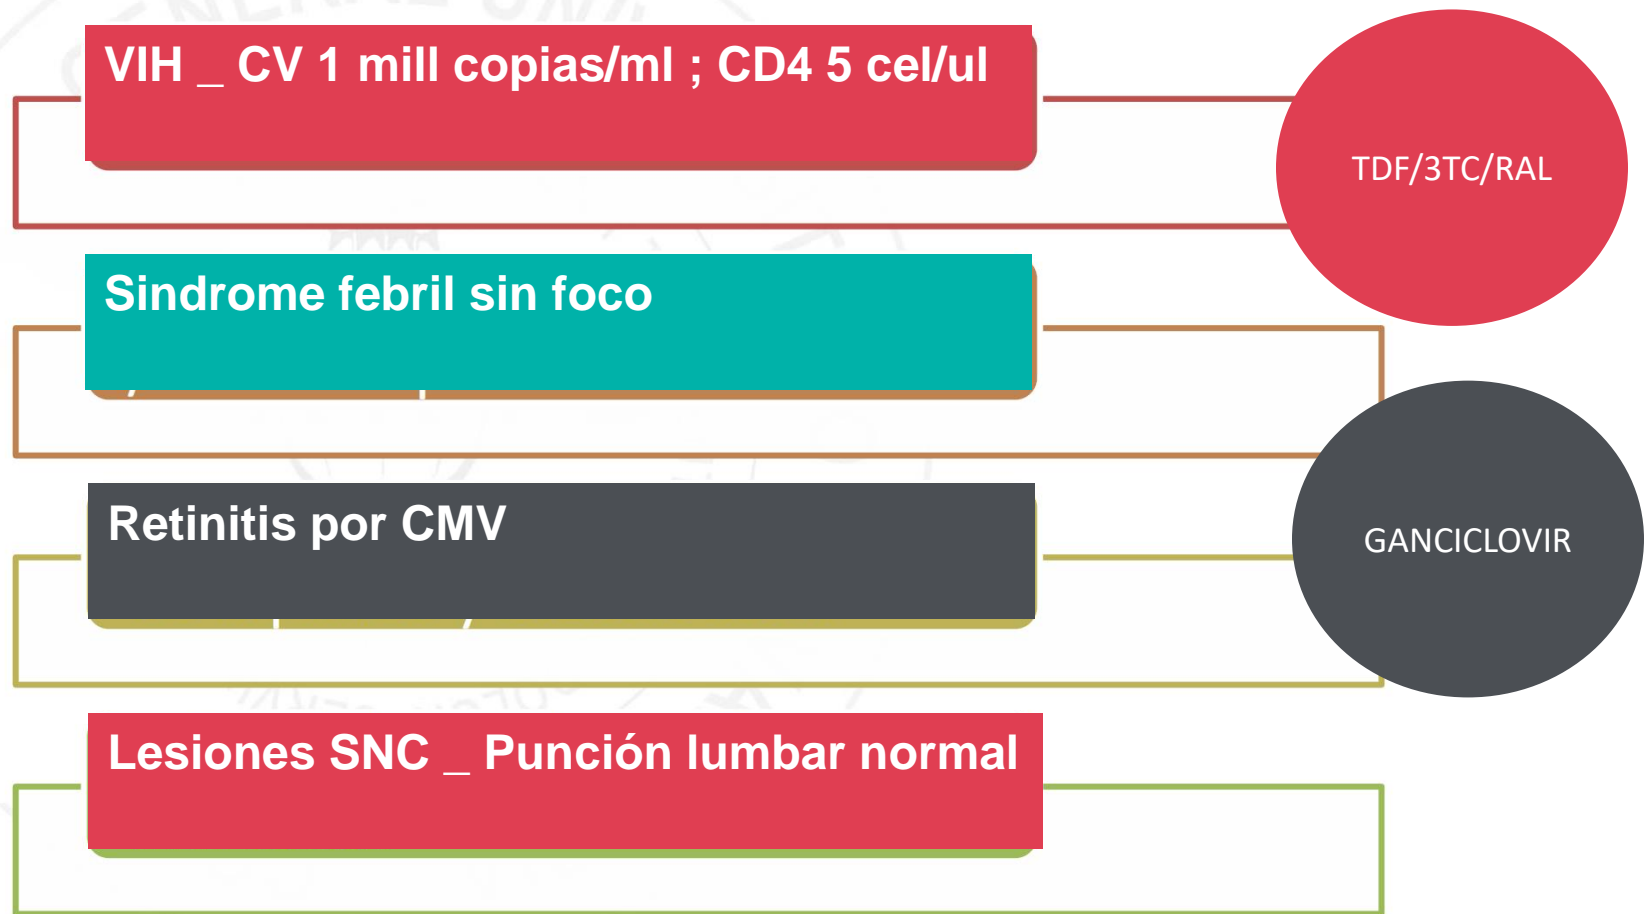 VIH _ CV 1 mill copias/ml ; CD4 5 cel/ul
TDF/3TC/RAL
Sindrome febril sin foco
Retinitis por CMV
GANCICLOVIR
Lesiones SNC _ Punción lumbar normal